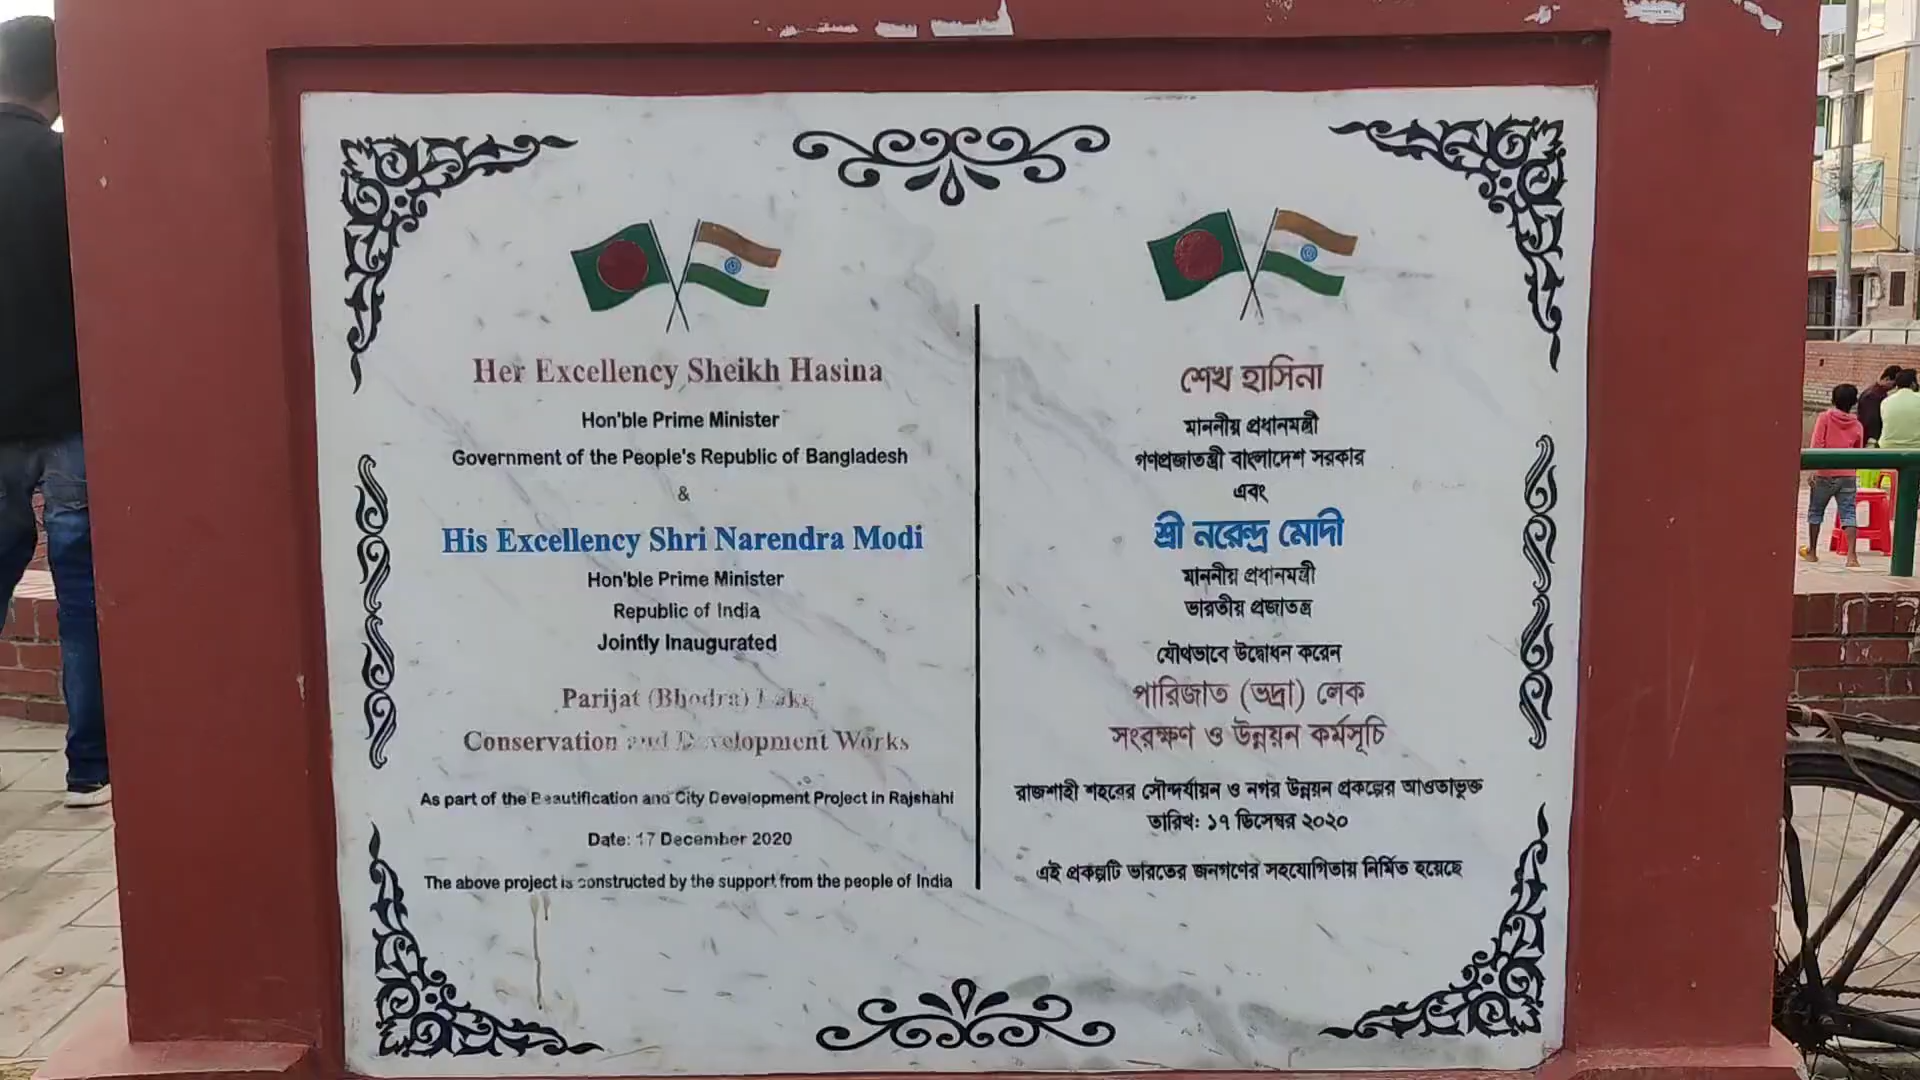 Her Excellency Sheikh Hasina
Hon'ble Prime Minister
Government of the People's Republic of Bangladesh
&
His Excellency Shri Narendra Modi
Hon'ble Prime Minister
Republic of India
Jointly Inaugurated
Parijat (Bhodra) Lake
Conservation and Development Works
As part of the Beautification and City Development Project in Rajshahi
Date: 17 December 2020
The above project is constructed by the support from the people of India
শেখ হাসিনা
মাননীয় প্রধানমন্ত্রী
গণপ্রজাতন্ত্রী বাংলাদেশ সরকার
এবং
শ্রী নরেন্দ্র মোদী
মাননীয় প্রধানমন্ত্রী
ভারতীয় প্রজাতন্ত্র
যৌথভাবে উদ্বোধন করেন
পারিজাত (ভদ্রা) লেক
সংরক্ষণ ও উন্নয়ন কর্মসূচি
রাজশাহী শহরের সৌন্দর্যায়ন ও নগর উন্নয়ন প্রকল্পের আওতাভুক্ত
তারিখঃ ১৭ ডিসেম্বর ২০২০
এই প্রকল্পটি ভারতের জনগণের সহযোগিতায় নির্মিত হয়েছে